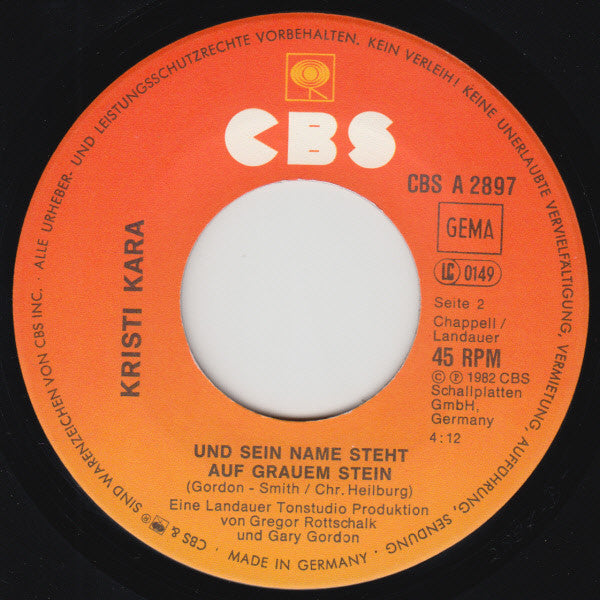 · ALLE URHEBER- UND LEISTUNGSSCHUTZRECHTE VORBEHALTEN. KEIN VERLEIH! KEINE UNERLAUBTE VERVIELFÄLTIGUNG, VERMIETUNG, AUFFÜHRUNG, SENDUNG
CBS
CBS A 2897
GEMA
LC 0149
Seite 2
Chappell/
Landauer
45 RPM
© ℗ 1982 CBS
Schallplatten
GmbH,
Germany
4:12
KRISTI KARA
UND SEIN NAME STEHT
AUF GRAUEM STEIN
(Gordon - Smith / Chr. Heilburg)
Eine Landauer Tonstudio Produktion
von Gregor Rottschalk
und Gary Gordon
· MADE IN GERMANY ·
CBS & ® SIND WARENZEICHEN VON CBS INC.